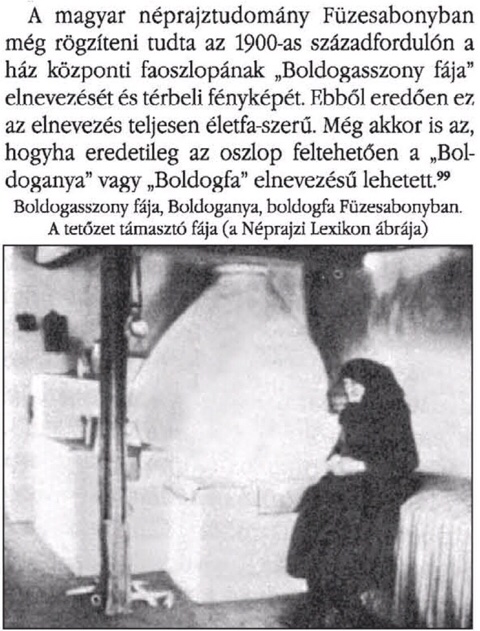 A magyar néprajztudomány Füzesabonyban
még rögzíteni tudta az 1900-as századfordulón a
ház központi faoszlopának „Boldogasszony fája”
elnevezését és térbeli fényképét. Ebből eredően ez
az elnevezés teljesen életfa-szerű. Még akkor is az,
hogyha eredetileg az oszlop feltehetően a „Bol-
doganya” vagy „Boldogfa” elnevezésű lehetett.⁹⁹
Boldogasszony fája, Boldoganya, boldogfa Füzesabonyban.
A tetőzet támasztó fája (a Néprajzi Lexikon ábrája)